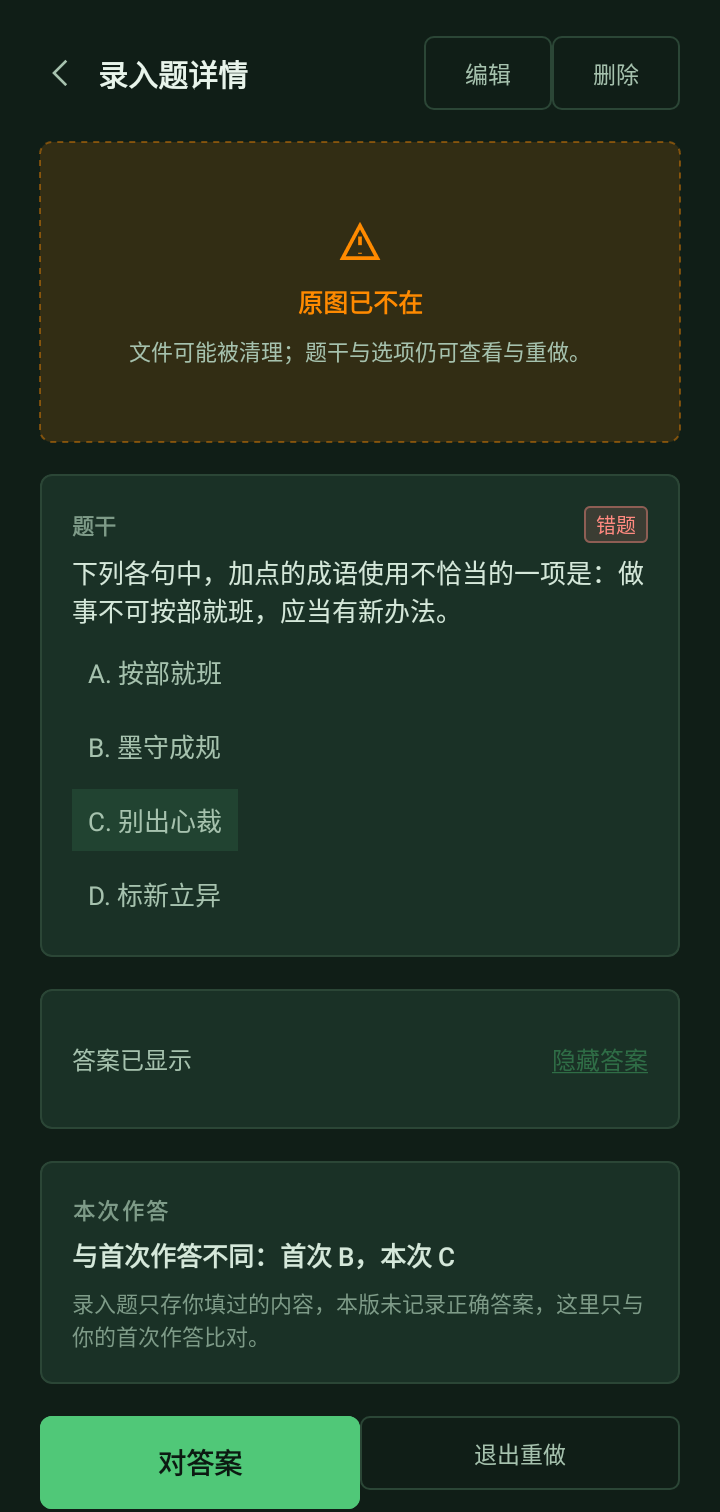 录入题详情
编辑
删除
原图已不在
文件可能被清理；题干与选项仍可查看与重做。
题干
错题
下列各句中，加点的成语使用不恰当的一项是：做
事不可按部就班，应当有新办法。
A. 按部就班
B. 墨守成规
C. 别出心裁
D. 标新立异
答案已显示
隐藏答案
本次作答
与首次作答不同：首次 B，本次 C
录入题只存你填过的内容，本版未记录正确答案，这里只与
你的首次作答比对。
对答案
退出重做